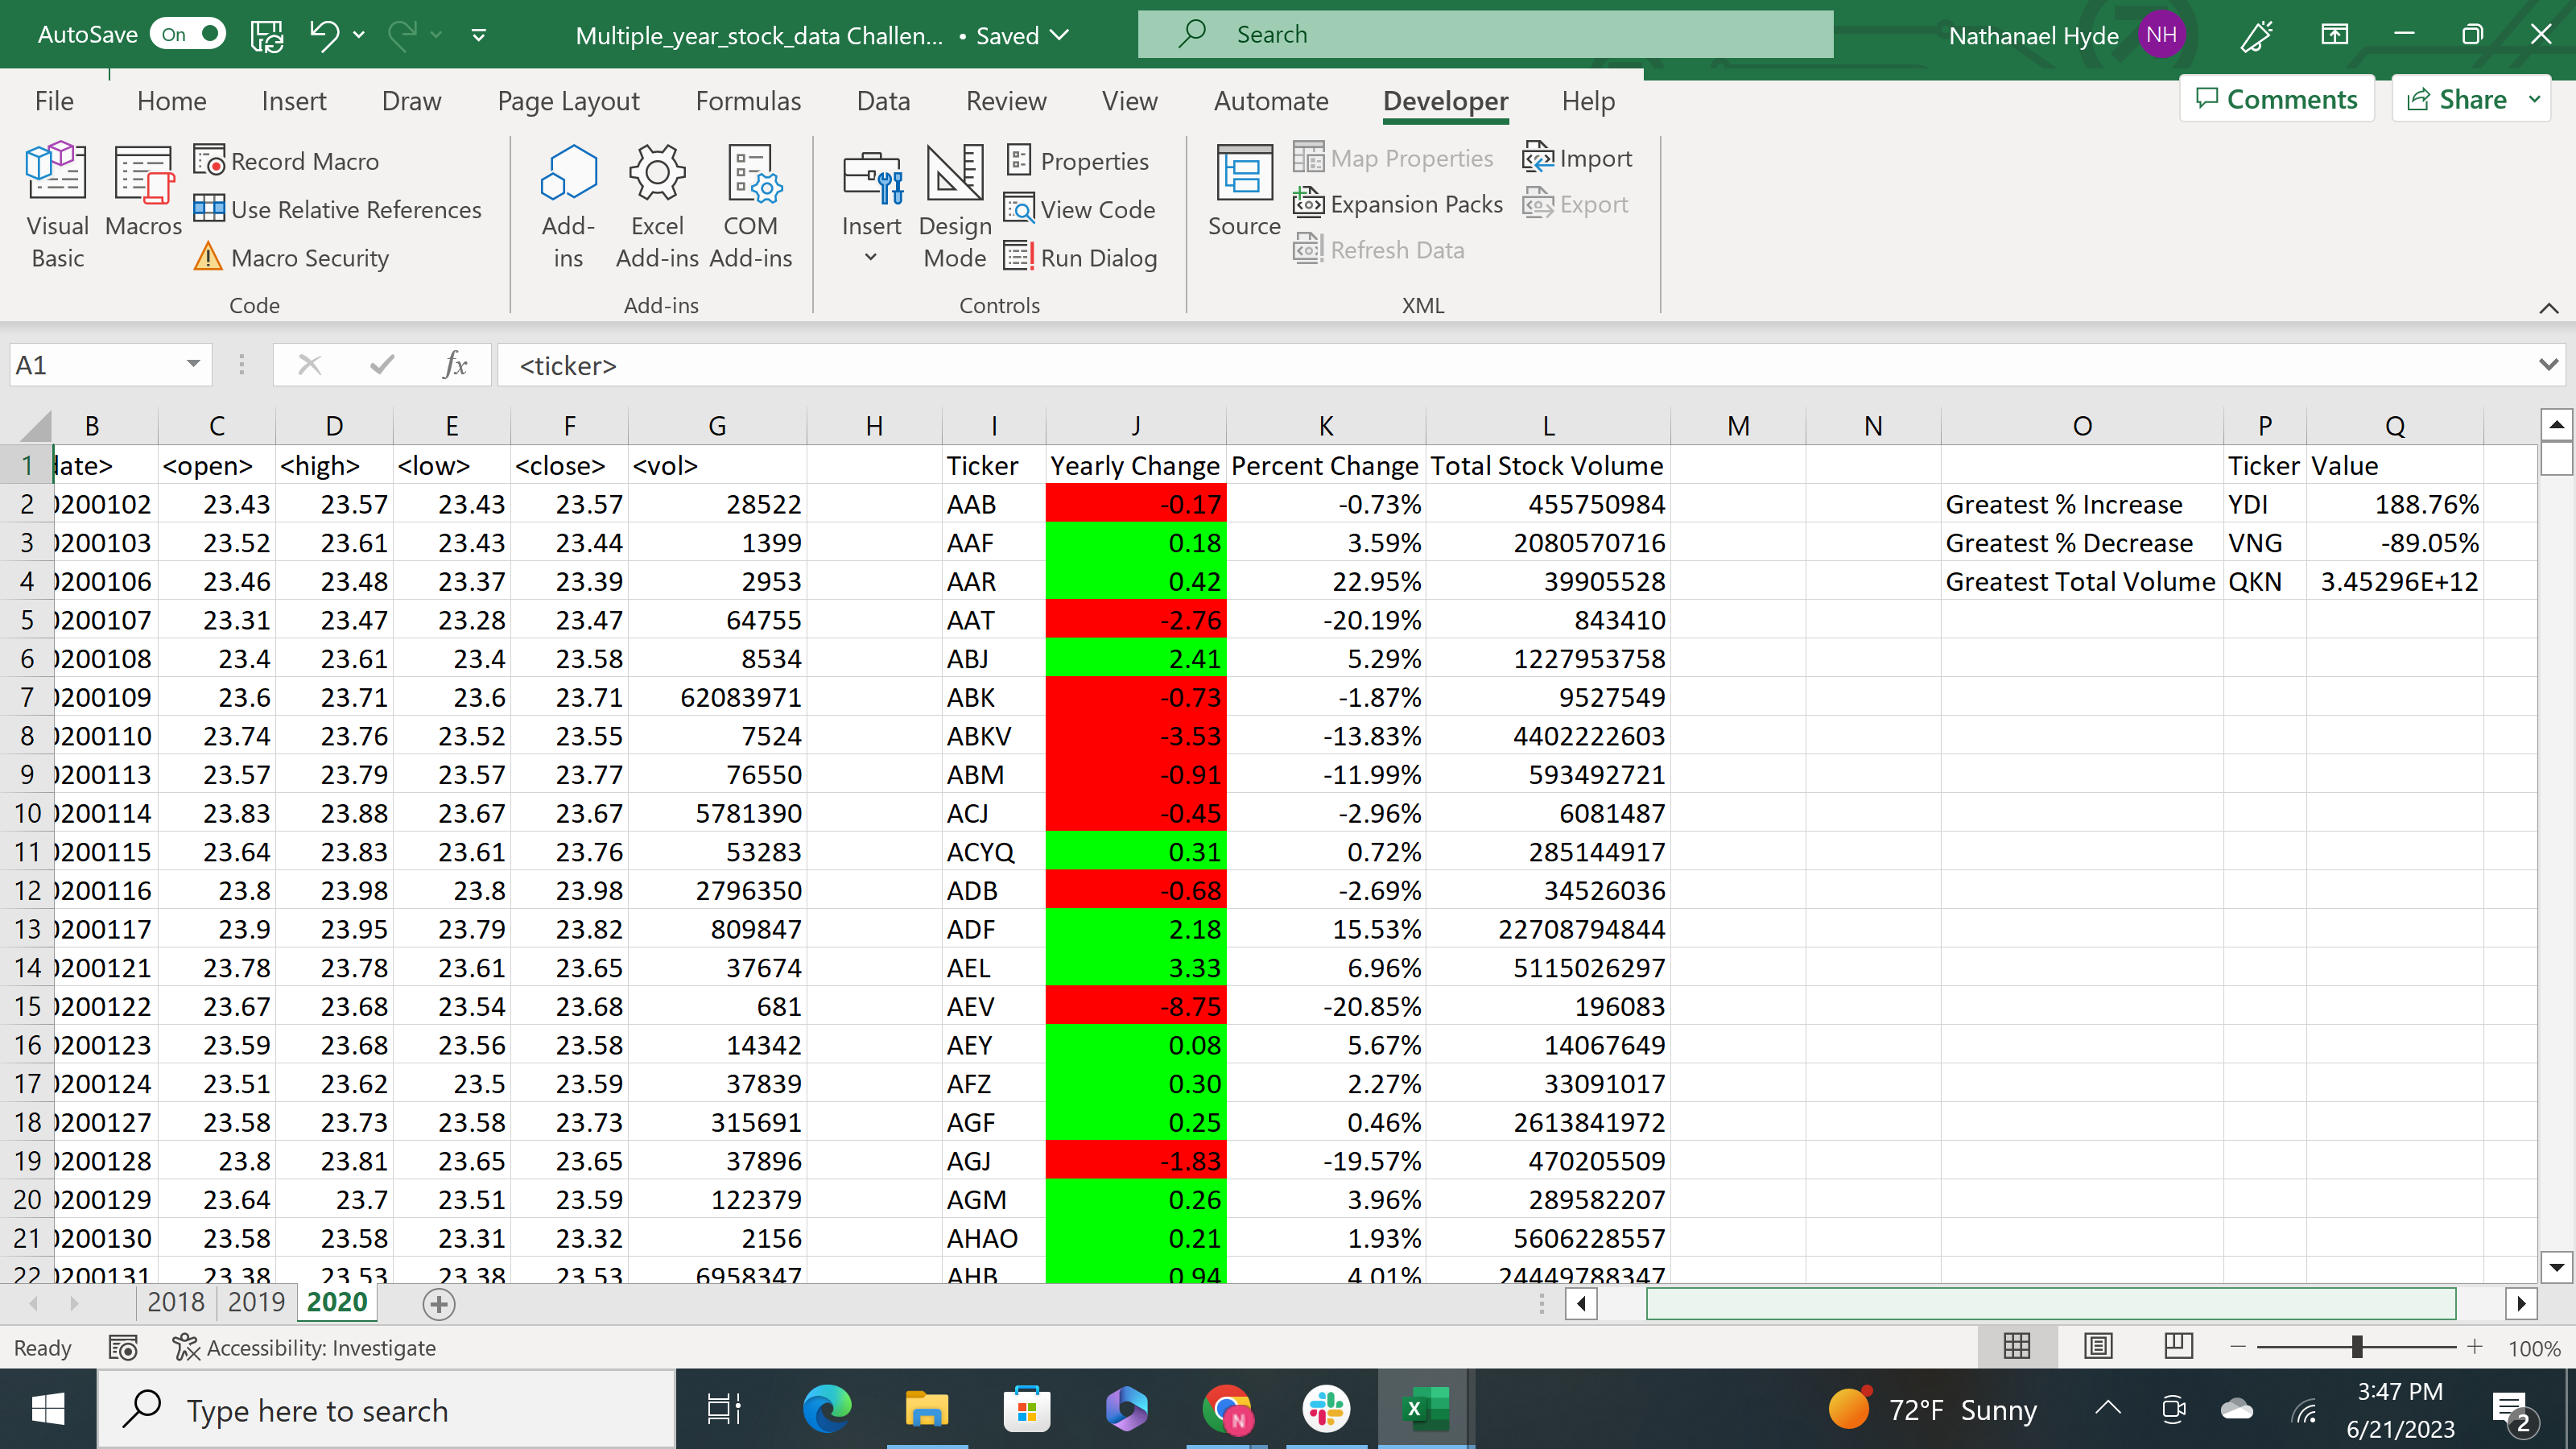 AutoSave On Multiple_year_stock_data Challen... • Saved Search Nathanael Hyde NH
File Home Insert Draw Page Layout Formulas Data Review View Automate Developer Help Comments Share
Visual Basic
Macros
Record Macro
Use Relative References
Macro Security
Code
Add-ins
Excel Add-ins
COM Add-ins
Add-ins
Insert
Design Mode
Properties
View Code
Run Dialog
Controls
Source
Map Properties
Expansion Packs
Refresh Data
Import
Export
XML
A1 fx <ticker>
B C D E F G H I J K L M N O P Q
1 date> <open> <high> <low> <close> <vol> Ticker Yearly Change Percent Change Total Stock Volume Ticker Value
2 0200102 23.43 23.57 23.43 23.57 28522 AAB -0.17 -0.73% 455750984 Greatest % Increase YDI 188.76%
3 0200103 23.52 23.61 23.43 23.44 1399 AAF 0.18 3.59% 2080570716 Greatest % Decrease VNG -89.05%
4 0200106 23.46 23.48 23.37 23.39 2953 AAR 0.42 22.95% 39905528 Greatest Total Volume QKN 3.45296E+12
5 0200107 23.31 23.47 23.28 23.47 64755 AAT -2.76 -20.19% 843410
6 0200108 23.4 23.61 23.4 23.58 8534 ABJ 2.41 5.29% 1227953758
7 0200109 23.6 23.71 23.6 23.71 62083971 ABK -0.73 -1.87% 9527549
8 0200110 23.74 23.76 23.52 23.55 7524 ABKV -3.53 -13.83% 4402222603
9 0200113 23.57 23.79 23.57 23.77 76550 ABM -0.91 -11.99% 593492721
10 0200114 23.83 23.88 23.67 23.67 5781390 ACJ -0.45 -2.96% 6081487
11 0200115 23.64 23.83 23.61 23.76 53283 ACYQ 0.31 0.72% 285144917
12 0200116 23.8 23.98 23.8 23.98 2796350 ADB -0.68 -2.69% 34526036
13 0200117 23.9 23.95 23.79 23.82 809847 ADF 2.18 15.53% 22708794844
14 0200121 23.78 23.78 23.61 23.65 37674 AEL 3.33 6.96% 5115026297
15 0200122 23.67 23.68 23.54 23.68 681 AEV -8.75 -20.85% 196083
16 0200123 23.59 23.68 23.56 23.58 14342 AEY 0.08 5.67% 14067649
17 0200124 23.51 23.62 23.5 23.59 37839 AFZ 0.30 2.27% 33091017
18 0200127 23.58 23.73 23.58 23.73 315691 AGF 0.25 0.46% 2613841972
19 0200128 23.8 23.81 23.65 23.65 37896 AGJ -1.83 -19.57% 470205509
20 0200129 23.64 23.7 23.51 23.59 122379 AGM 0.26 3.96% 289582207
21 0200130 23.58 23.58 23.31 23.32 2156 AHAO 0.21 1.93% 5606228557
22 0200131 23.38 23.53 23.38 23.53 6958347 AHB 0.94 4.01% 24449788347
2018 2019 2020
Ready Accessibility: Investigate 100%
Type here to search 72°F Sunny 3:47 PM
6/21/2023 2